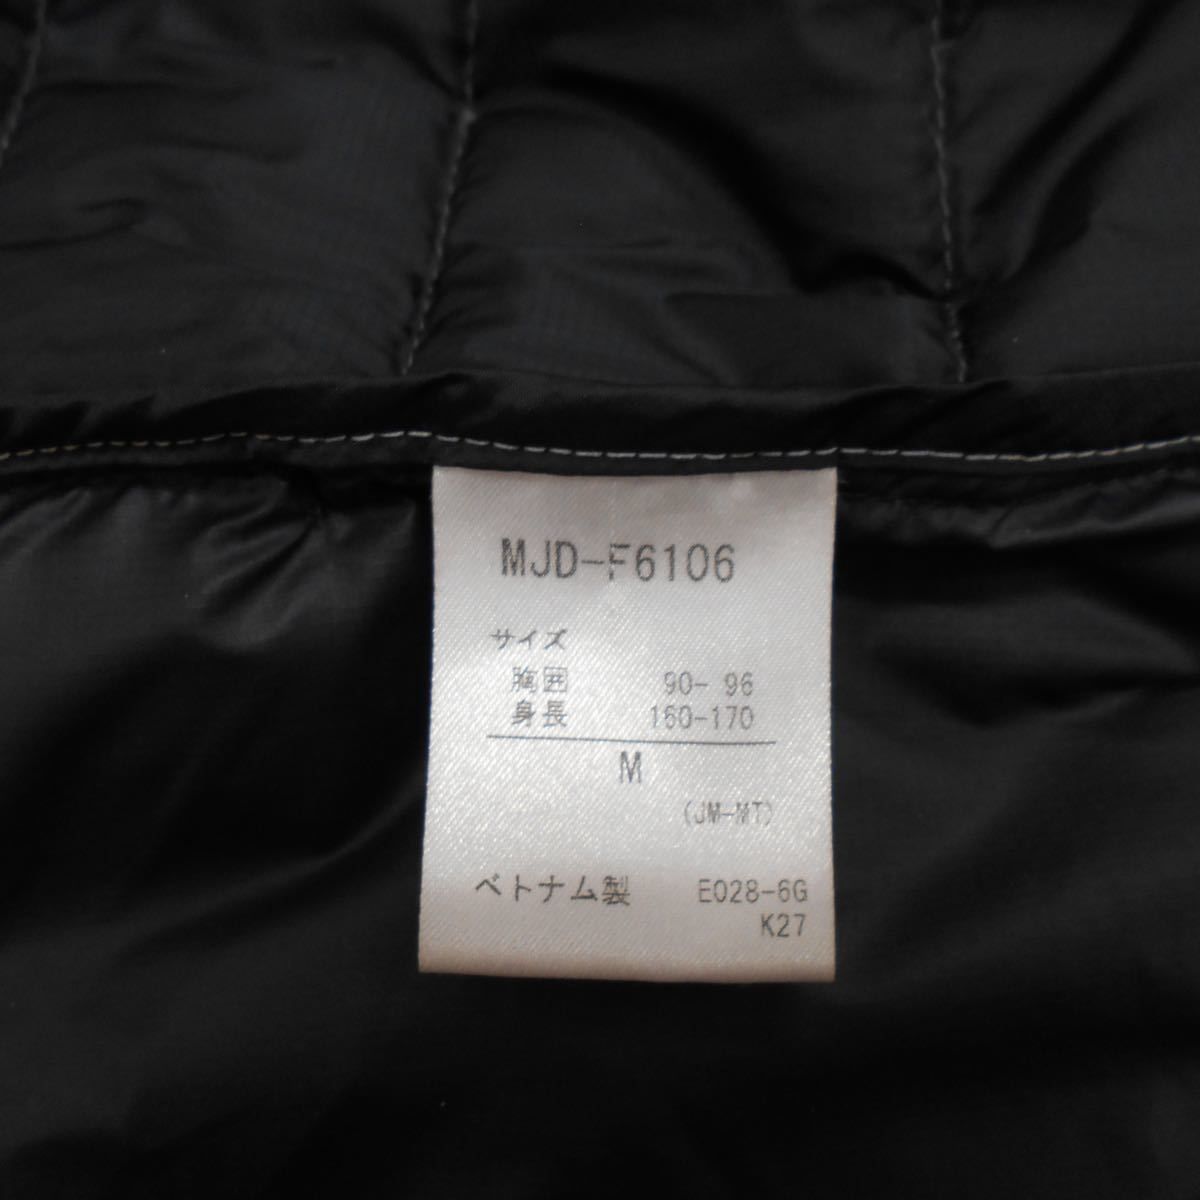 MJD-F6106
サイズ
胸囲 90- 96
身長 160-170
M
(JM-MT)
ベトナム製 E028-6G
K27